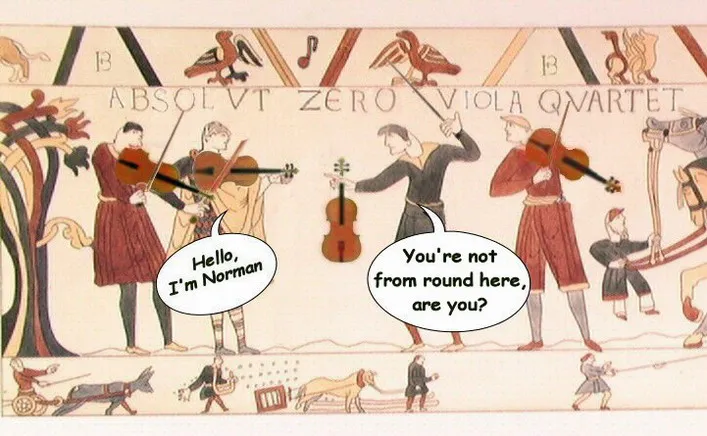 B
B
ABSOLVT ZERO VIOLA QVARTET
Hello,
I'm Norman
You're not
from round here,
are you?